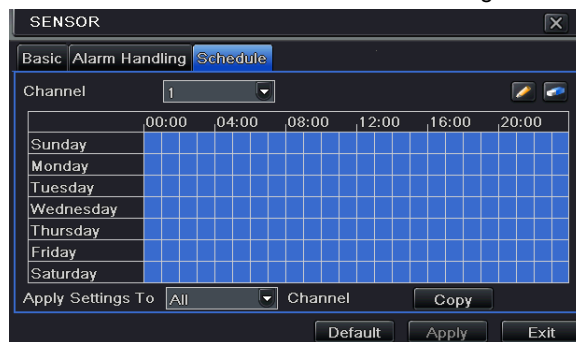 SENSOR
Basic Alarm Handling Schedule
Channel 1
00:00 04:00 08:00 12:00 16:00 20:00
Sunday
Monday
Tuesday
Wednesday
Thursday
Friday
Saturday
Apply Settings To All Channel Copy
Default Apply Exit